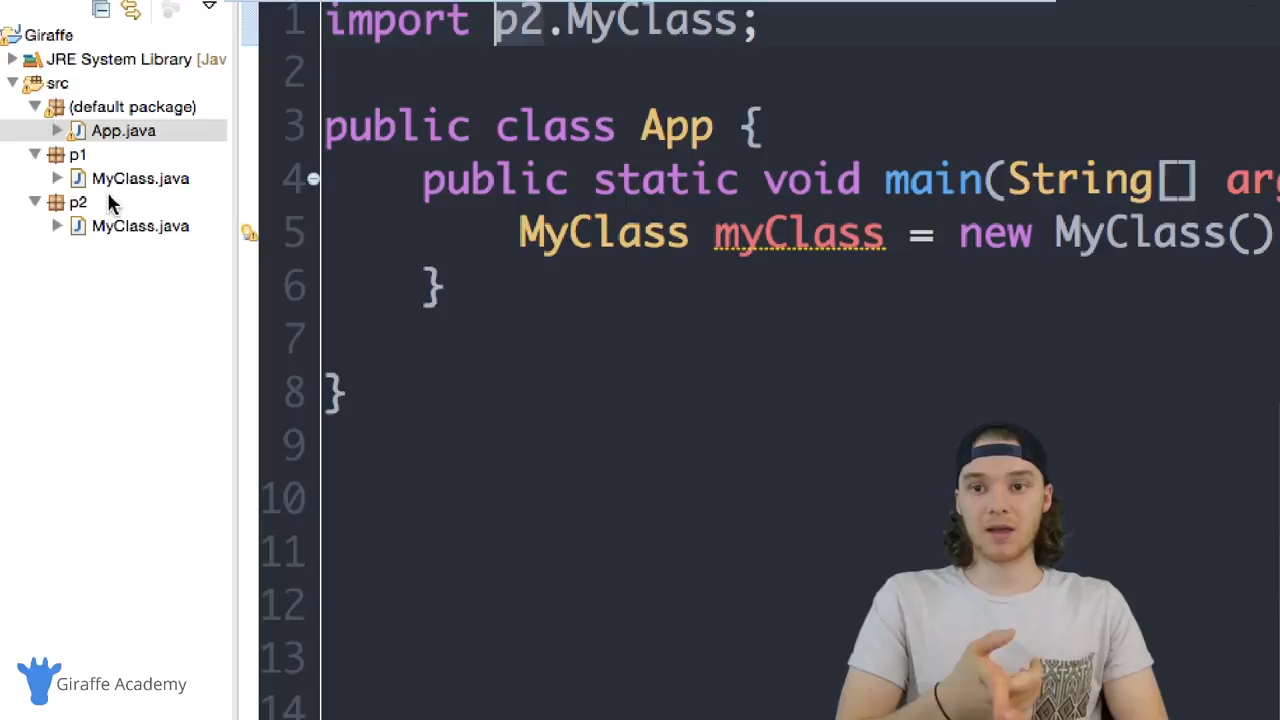 Giraffe
JRE System Library [Jav
src
(default package)
App.java
p1
MyClass.java
p2
MyClass.java
1 import p2.MyClass;
2
3 public class App {
4 public static void main(String[] arg
5 MyClass myClass = new MyClass()
6 }
7
8 }
9
10
11
12
13
14
Giraffe Academy